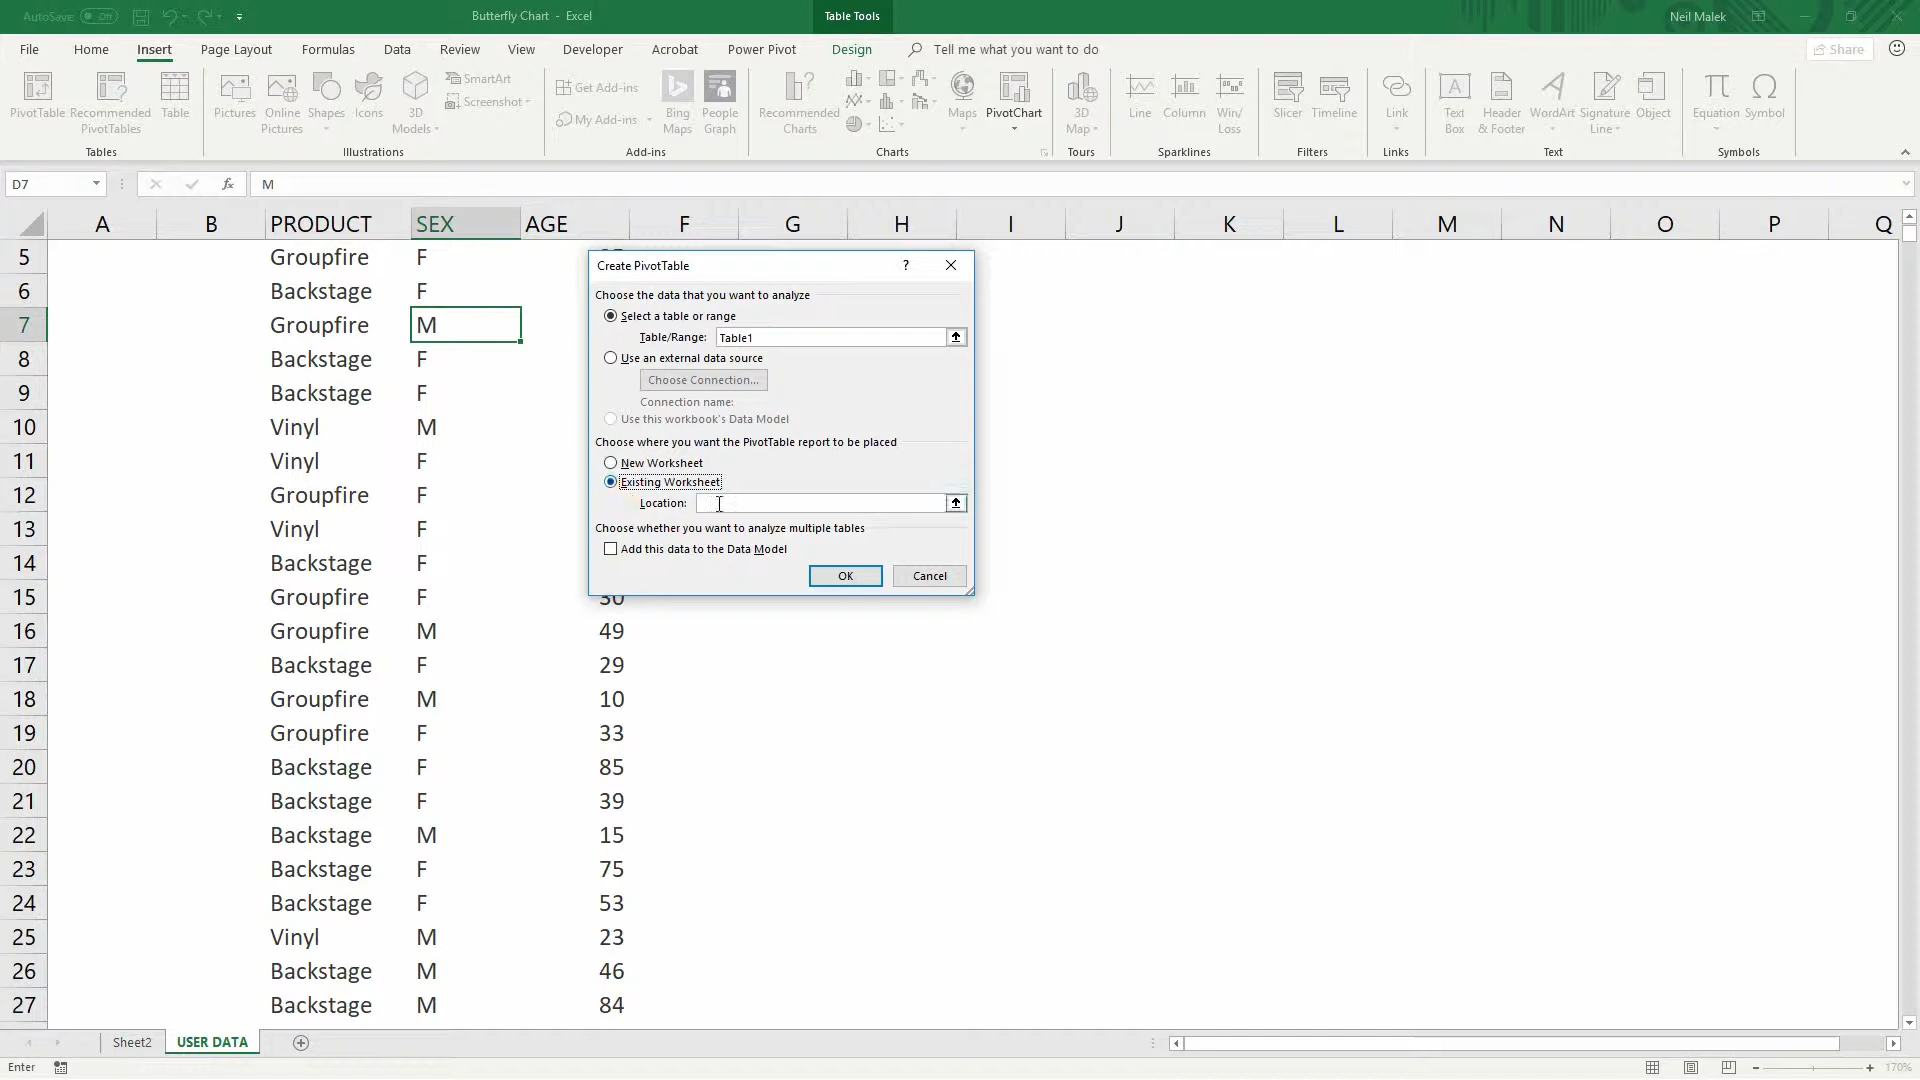 AutoSave Off
Butterfly Chart - Excel
Table Tools
Neil Malek
File Home Insert Page Layout Formulas Data Review View Developer Acrobat Power Pivot Design Tell me what you want to do Share
PivotTable Recommended PivotTables Table
Tables
Pictures Online Pictures Shapes Icons 3D Models SmartArt Screenshot
Illustrations
Get Add-ins
My Add-ins
Bing Maps People Graph
Add-ins
Recommended Charts Maps PivotChart
Charts
3D Map
Tours
Line Column Win/Loss
Sparklines
Slicer Timeline
Filters
Link
Links
Text Box Header & Footer WordArt Signature Line Object
Text
Equation Symbol
Symbols
D7 fx M
A B PRODUCT SEX AGE F G H I J K L M N O P Q
5 Groupfire F
6 Backstage F
7 Groupfire M
8 Backstage F
9 Backstage F
10 Vinyl M
11 Vinyl F
12 Groupfire F
13 Vinyl F
14 Backstage F
15 Groupfire F 30
16 Groupfire M 49
17 Backstage F 29
18 Groupfire M 10
19 Groupfire F 33
20 Backstage F 85
21 Backstage F 39
22 Backstage M 15
23 Backstage F 75
24 Backstage F 53
25 Vinyl M 23
26 Backstage M 46
27 Backstage M 84
Create PivotTable ?
Choose the data that you want to analyze
Select a table or range
Table/Range: Table1
Use an external data source
Choose Connection...
Connection name:
Use this workbook's Data Model
Choose where you want the PivotTable report to be placed
New Worksheet
Existing Worksheet
Location:
Choose whether you want to analyze multiple tables
Add this data to the Data Model
OK Cancel
Sheet2 USER DATA
Enter
170%